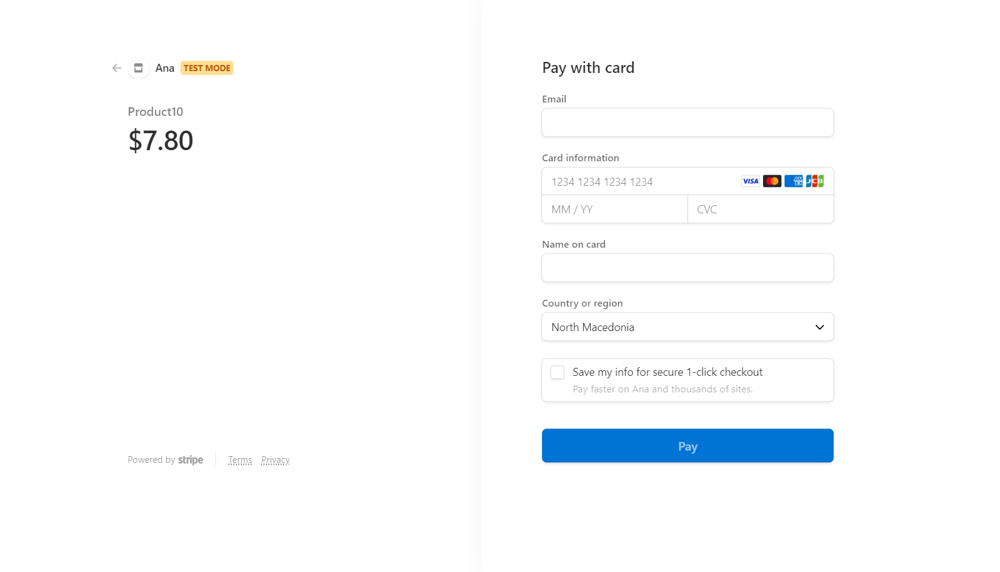 Ana TEST MODE
Product10
$7.80
Powered by stripe Terms Privacy
Pay with card
Email
Card information
1234 1234 1234 1234 VISA AMEX JCB
MM / YY CVC
Name on card
Country or region
North Macedonia
Save my info for secure 1-click checkout
Pay faster on Ana and thousands of sites.
Pay